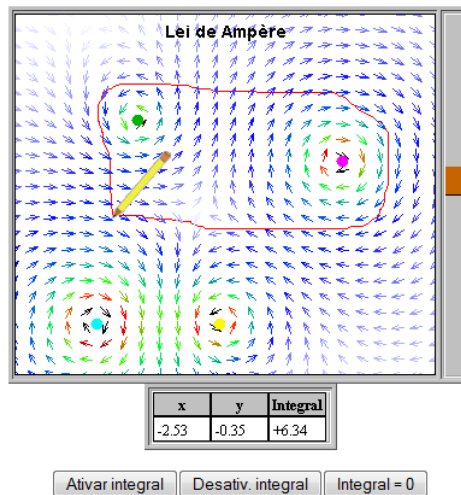 Lei de Ampère
x y Integral
-2.53 -0.35 +6.34
Ativar integral Desativ. integral Integral = 0